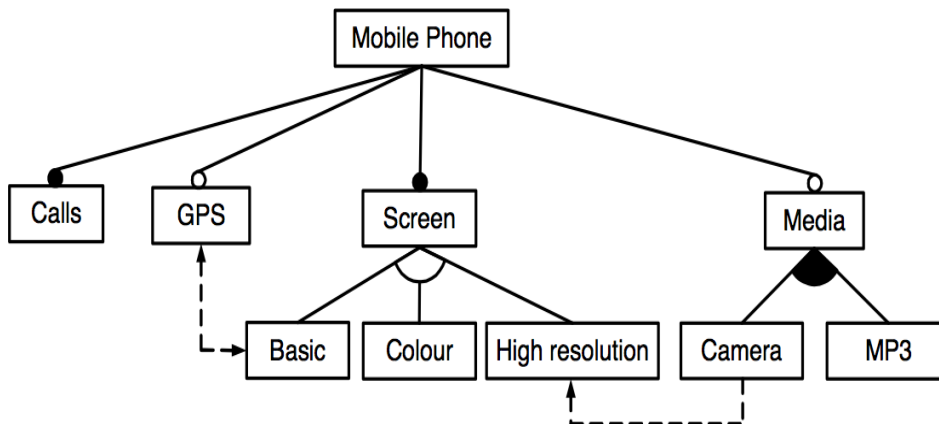 Mobile Phone
Calls
GPS
Screen
Media
Basic
Colour
High resolution
Camera
MP3